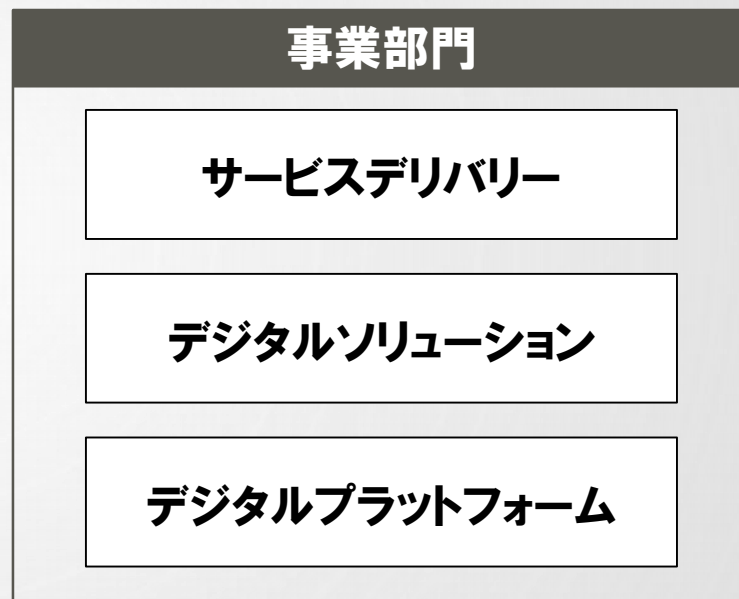 事業部門
サービスデリバリー
デジタルソリューション
デジタルプラットフォーム